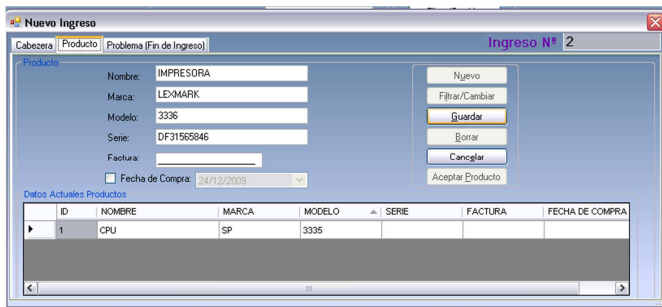 Nuevo Ingreso
Cabezera Producto Problema (Fin de Ingreso) Ingreso Nº 2
Producto
Nombre: IMPRESORA Nuevo
Marca: LEXMARK Filtrar/Cambiar
Modelo: 3336 Guardar
Serie: DF31565846 Borrar
Factura: Cancelar
Fecha de Compra: 24/12/2009 Aceptar Producto
Datos Actuales Productos
ID NOMBRE MARCA MODELO SERIE FACTURA FECHA DE COMPRA
1 CPU SP 3335